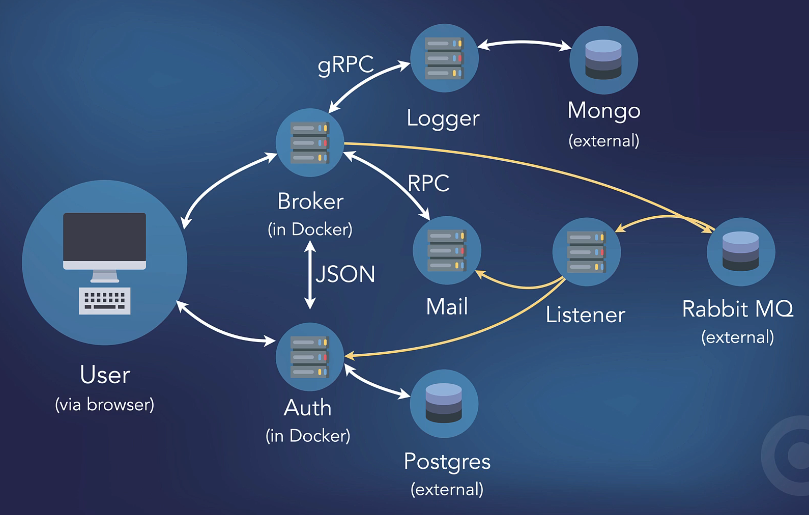 gRPC
Logger
Mongo
(external)
Broker
(in Docker)
RPC
JSON
Mail
Listener
Rabbit MQ
(external)
User
(via browser)
Auth
(in Docker)
Postgres
(external)